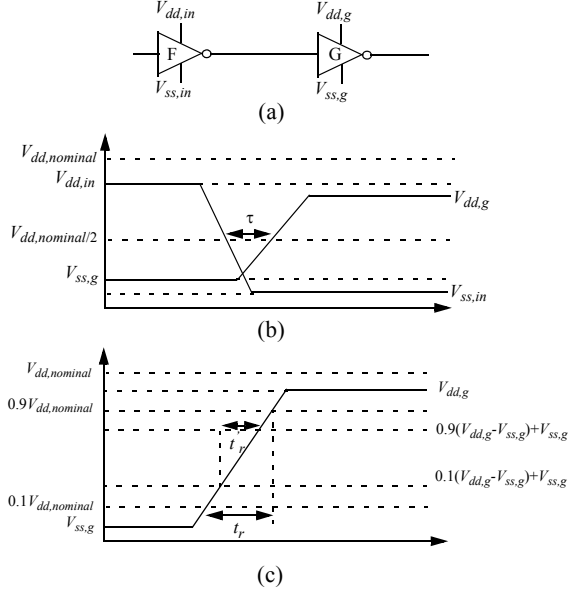 V_dd,in
V_dd,g
F
G
V_ss,in
V_ss,g
(a)
V_dd,nominal
V_dd,in
V_dd,g
τ
V_dd,nominal/2
V_ss,g
V_ss,in
(b)
V_dd,nominal
V_dd,g
0.9V_dd,nominal
0.9(V_dd,g-V_ss,g)+V_ss,g
t'_r
0.1(V_dd,g-V_ss,g)+V_ss,g
0.1V_dd,nominal
V_ss,g
t_r
(c)